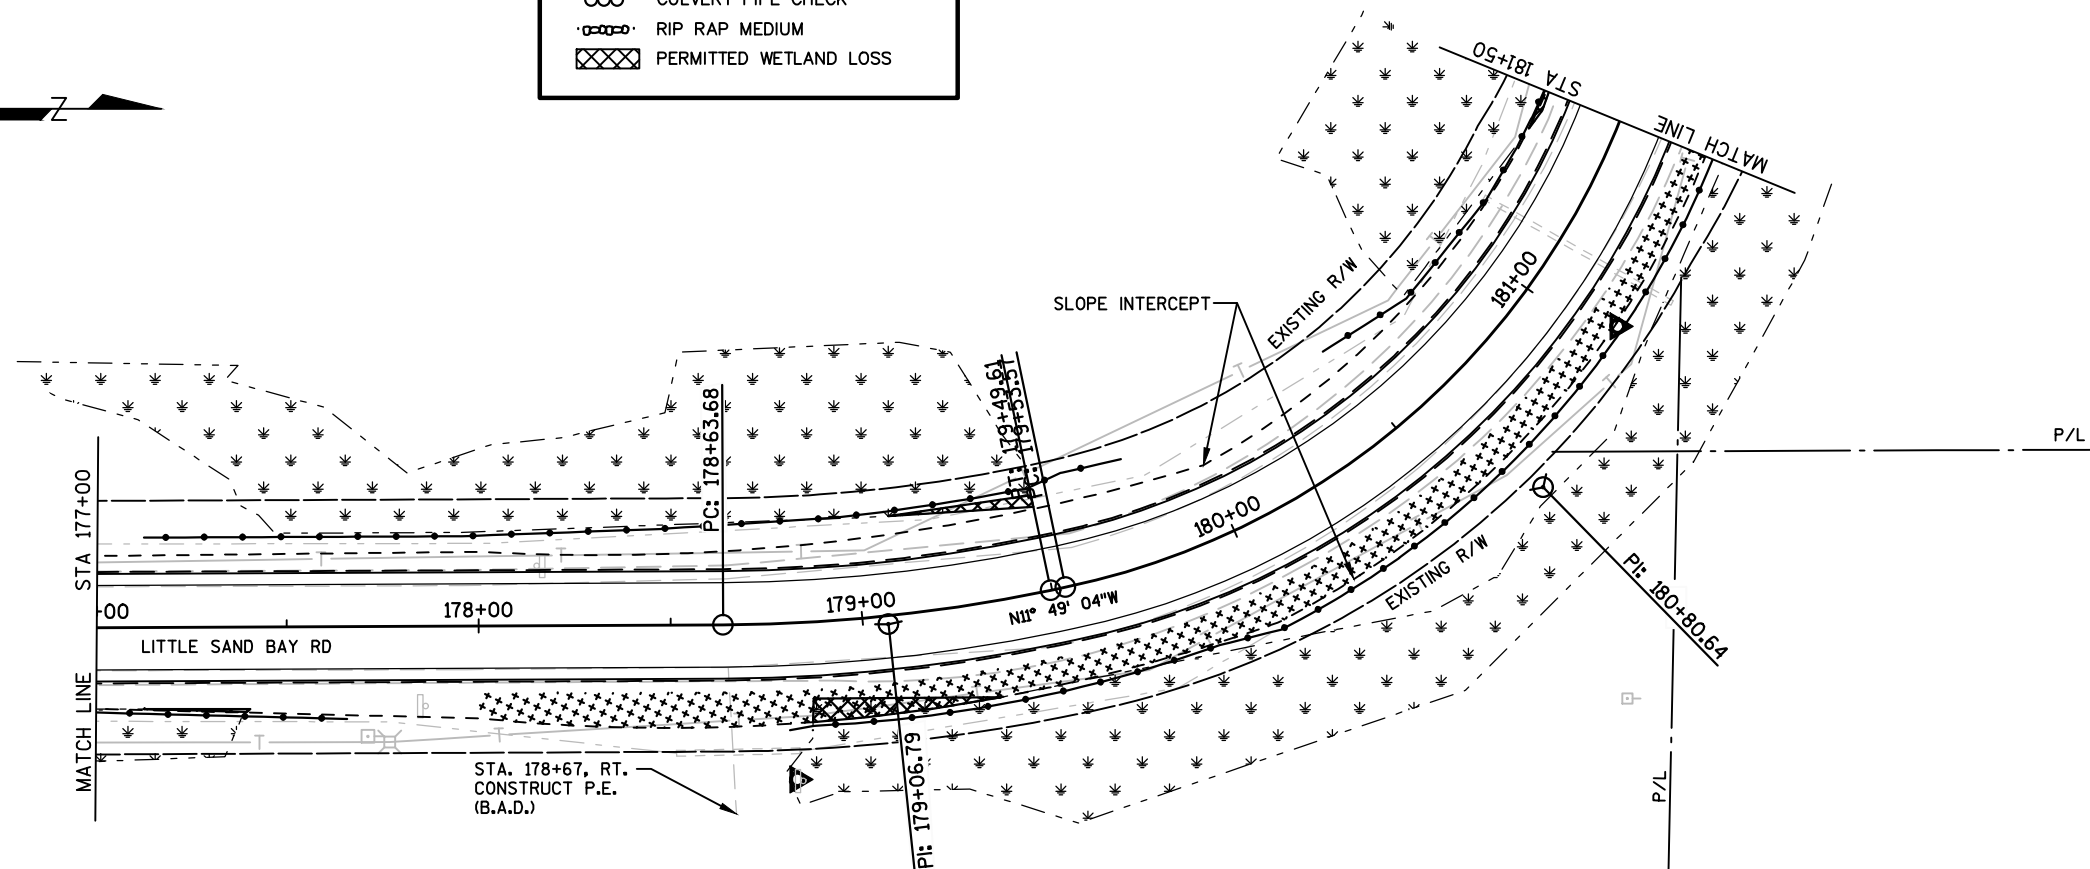 CULVERT PIPE CHECK
RIP RAP MEDIUM
PERMITTED WETLAND LOSS
Z
STA 181+50
MATCH LINE
SLOPE INTERCEPT
EXISTING R/W
181+00
P/L
STA 177+00
PC: 178+63.68
PT: 179+49.61
PC: 179+53.57
180+00
+00
178+00
179+00
N11° 49' 04"W
EXISTING R/W
PI: 180+80.64
LITTLE SAND BAY RD
MATCH LINE
STA. 178+67, RT.
CONSTRUCT P.E.
(B.A.D.)
PI: 179+06.79
P/L
T
T
T
T
T
T
T